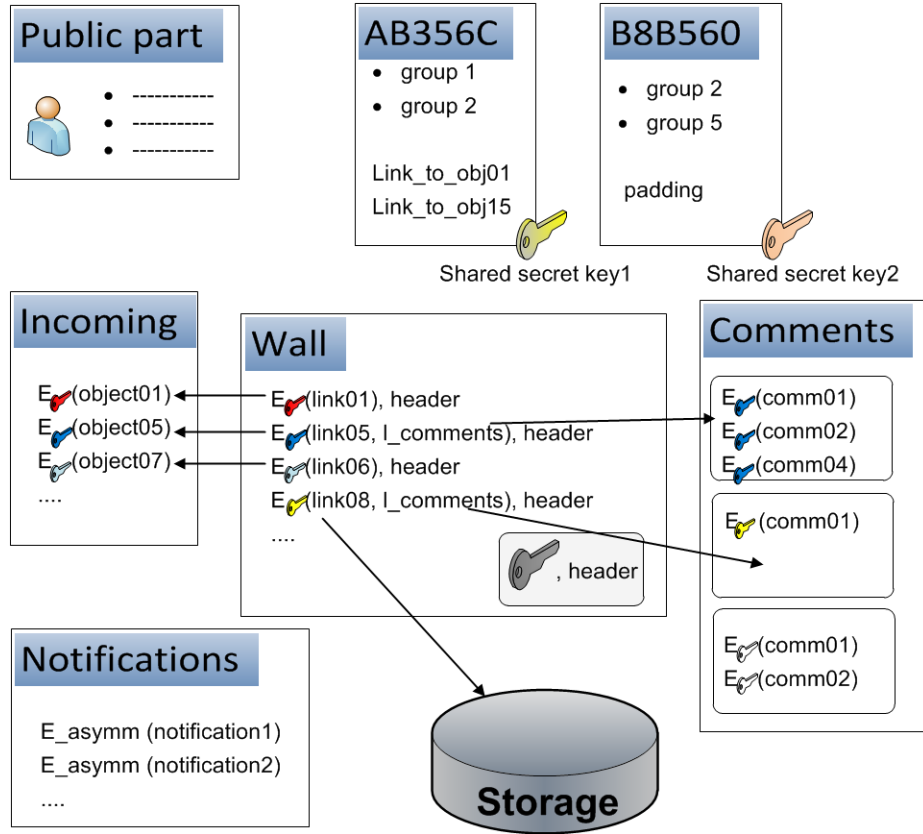 Public part
• -----------
• -----------
• -----------
AB356C
• group 1
• group 2
Link_to_obj01
Link_to_obj15
Shared secret key1
B8B560
• group 2
• group 5
padding
Shared secret key2
Incoming
E (object01)
E (object05)
E (object07)
....
Wall
E (link01), header
E (link05, l_comments), header
E (link06), header
E (link08, l_comments), header
....
, header
Comments
E (comm01)
E (comm02)
E (comm04)
E (comm01)
E (comm01)
E (comm02)
Notifications
E_asymm (notification1)
E_asymm (notification2)
....
Storage